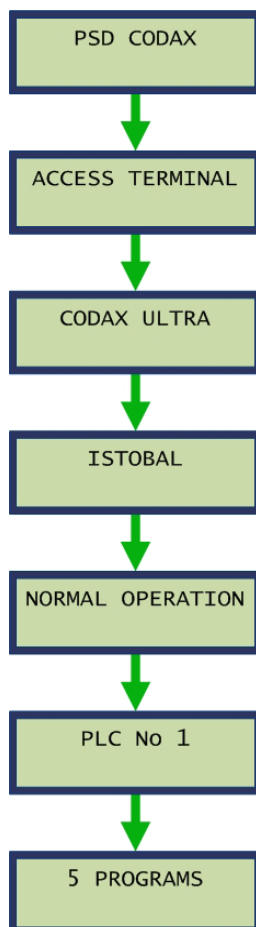 PSD CODAX
ACCESS TERMINAL
CODAX ULTRA
ISTOBAL
NORMAL OPERATION
PLC No 1
5 PROGRAMS